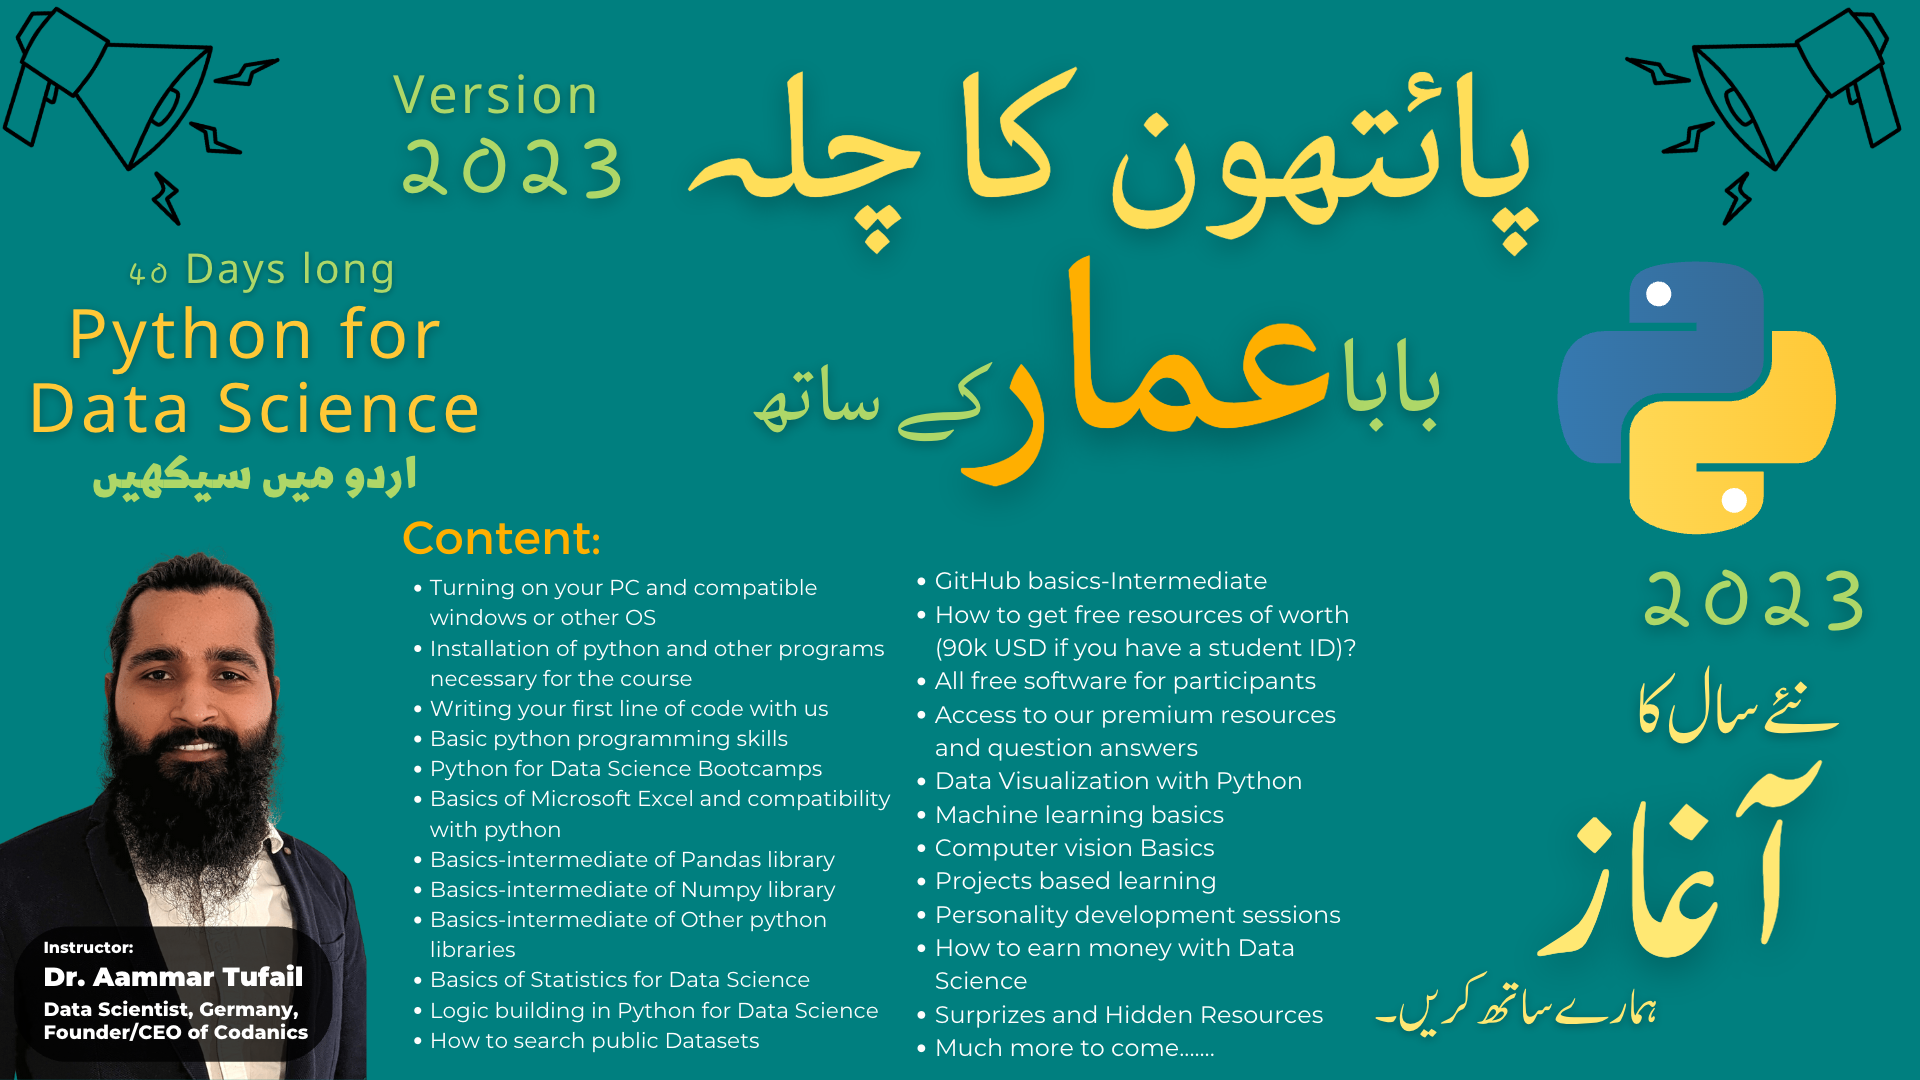 Version
2023
پائتھون کا چلہ
بابا عمار کے ساتھ
40 Days long
Python for
Data Science
اردو میں سیکھیں
Content:
• Turning on your PC and compatible
windows or other OS
• Installation of python and other programs
necessary for the course
• Writing your first line of code with us
• Basic python programming skills
• Python for Data Science Bootcamps
• Basics of Microsoft Excel and compatibility
with python
• Basics-intermediate of Pandas library
• Basics-intermediate of Numpy library
• Basics-intermediate of Other python
libraries
• Basics of Statistics for Data Science
• Logic building in Python for Data Science
• How to search public Datasets
• GitHub basics-Intermediate
• How to get free resources of worth
(90k USD if you have a student ID)?
• All free software for participants
• Access to our premium resources
and question answers
• Data Visualization with Python
• Machine learning basics
• Computer vision Basics
• Projects based learning
• Personality development sessions
• How to earn money with Data
Science
• Surprizes and Hidden Resources
• Much more to come.......
2023
نئے سال کا
آغاز
ہمارے ساتھ کریں۔
Instructor:
Dr. Aammar Tufail
Data Scientist, Germany,
Founder/CEO of Codanics